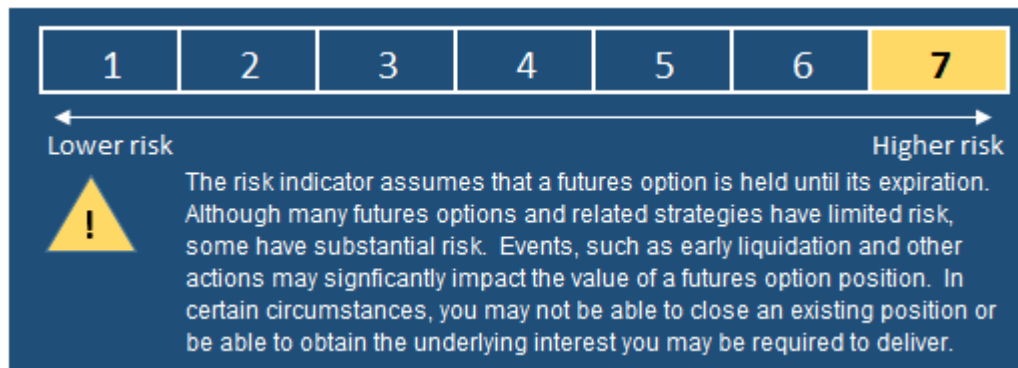 1 2 3 4 5 6 7
Lower risk Higher risk
!
The risk indicator assumes that a futures option is held until its expiration.
Although many futures options and related strategies have limited risk,
some have substantial risk.  Events, such as early liquidation and other
actions may signficantly impact the value of a futures option position.  In
certain circumstances, you may not be able to close an existing position or
be able to obtain the underlying interest you may be required to deliver.